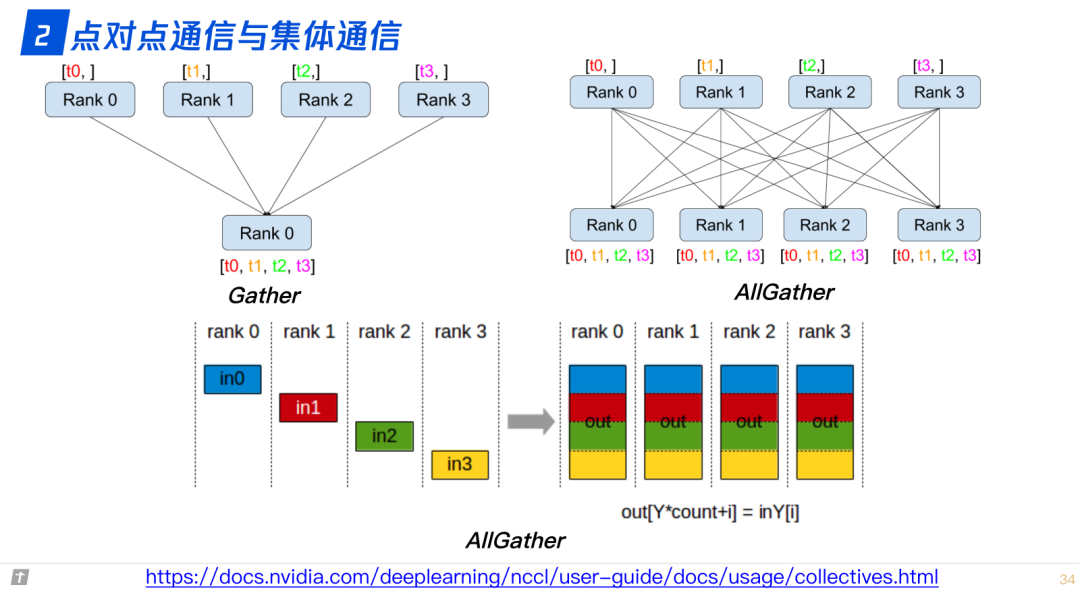 2 点对点通信与集体通信
[t0, ] [t1,] [t2,] [t3, ]
Rank 0 Rank 1 Rank 2 Rank 3
Rank 0
[t0, t1, t2, t3]
Gather
[t0, ] [t1,] [t2,] [t3, ]
Rank 0 Rank 1 Rank 2 Rank 3
Rank 0 Rank 1 Rank 2 Rank 3
[t0, t1, t2, t3] [t0, t1, t2, t3] [t0, t1, t2, t3] [t0, t1, t2, t3]
AllGather
rank 0 rank 1 rank 2 rank 3
in0
in1
in2
in3
rank 0 rank 1 rank 2 rank 3
out out out out
out[Y*count+i] = inY[i]
AllGather
https://docs.nvidia.com/deeplearning/nccl/user-guide/docs/usage/collectives.html
34